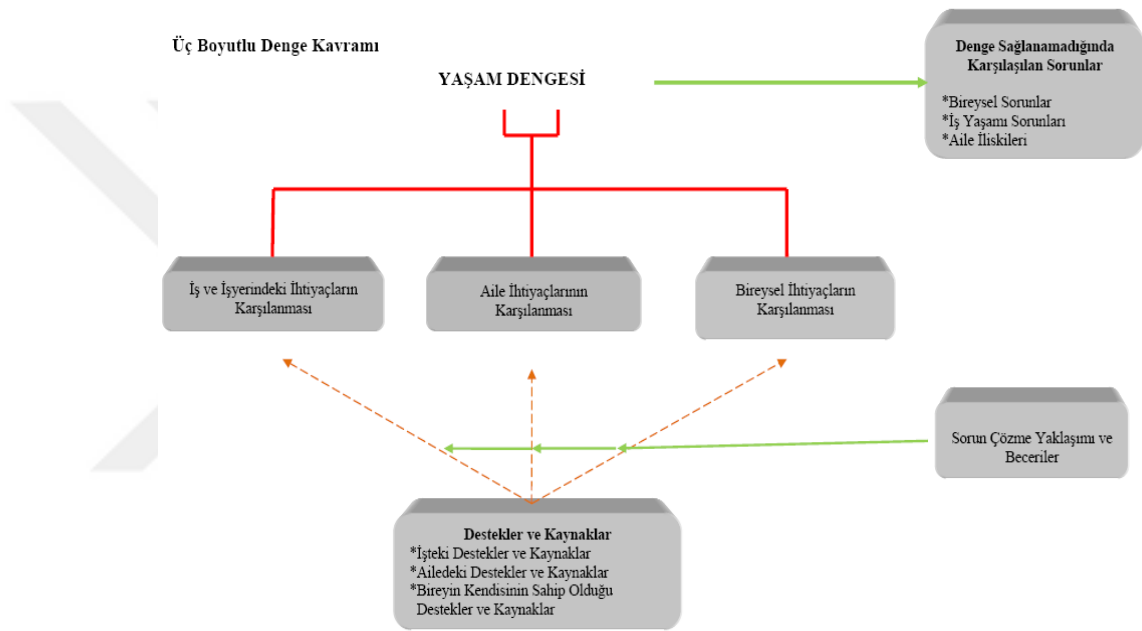 Üç Boyutlu Denge Kavramı
YAŞAM DENGESİ
Denge Sağlanamadığında
Karşılaşılan Sorunlar
*Bireysel Sorunlar
*İş Yaşamı Sorunları
*Aile İliskileri
İş ve İşyerindeki İhtiyaçların
Karşılanması
Aile İhtiyaçlarının
Karşılanması
Bireysel İhtiyaçların
Karşılanması
Sorun Çözme Yaklaşımı ve
Beceriler
Destekler ve Kaynaklar
*İşteki Destekler ve Kaynaklar
*Ailedeki Destekler ve Kaynaklar
*Bireyin Kendisinin Sahip Olduğu
Destekler ve Kaynaklar